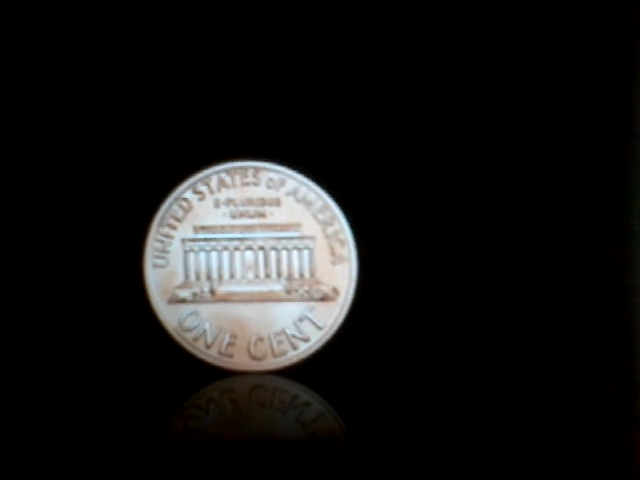 UNITED STATES OF AMERICA
E·PLURIBUS
·UNUM·
ONE CENT